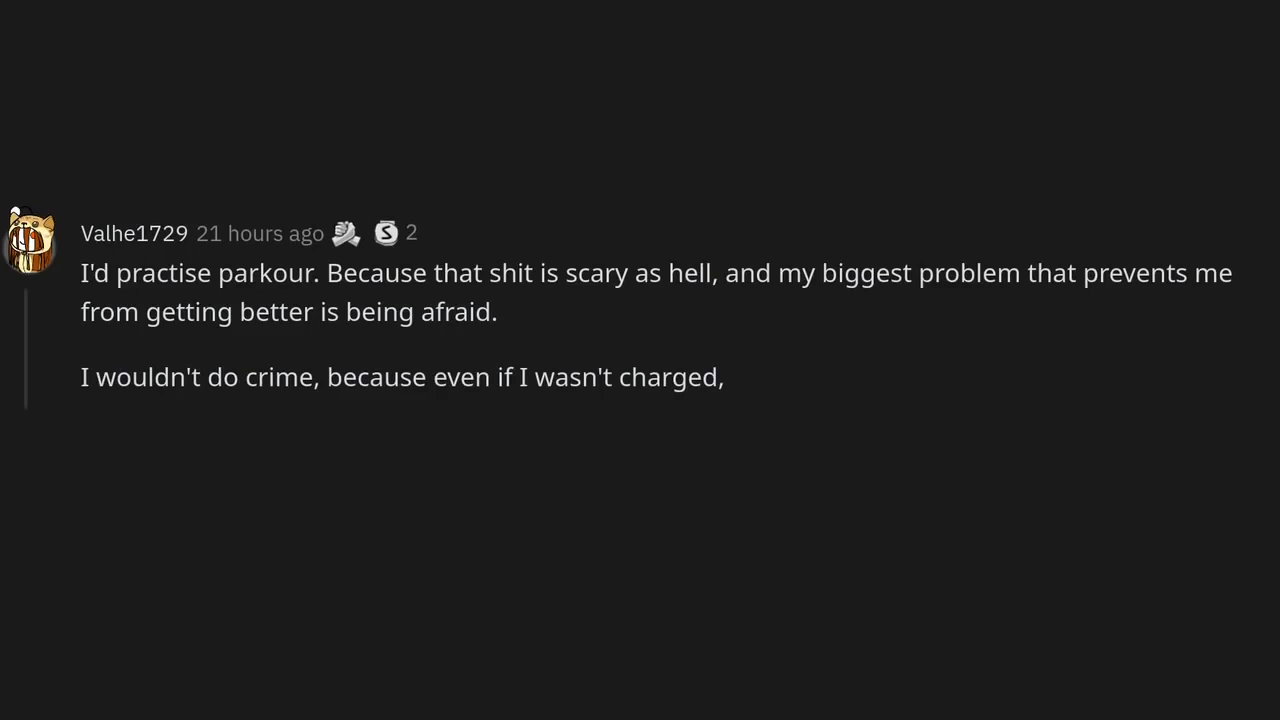 Valhe1729 21 hours ago 2
I'd practise parkour. Because that shit is scary as hell, and my biggest problem that prevents me
from getting better is being afraid.
I wouldn't do crime, because even if I wasn't charged,